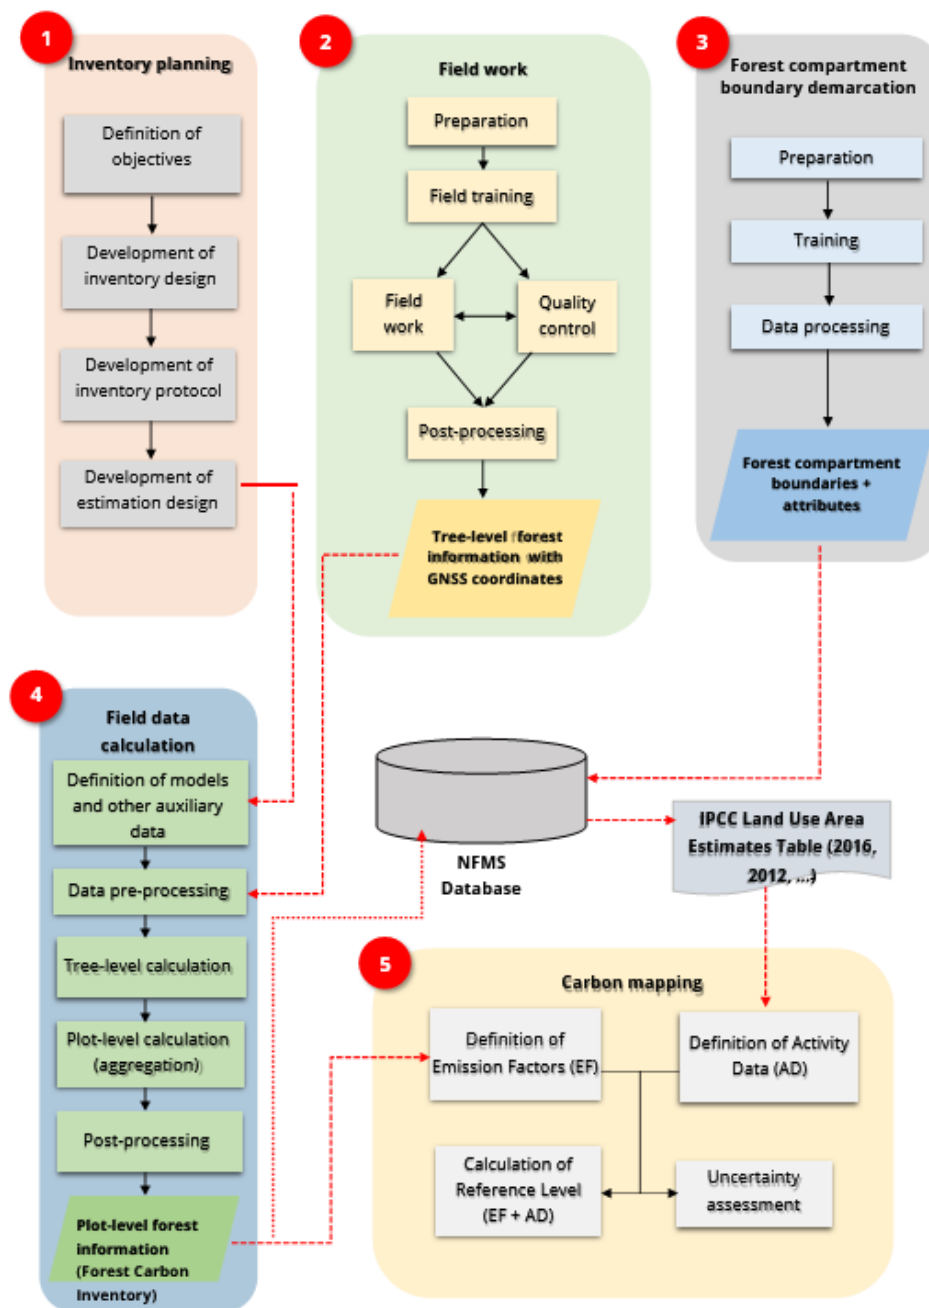 1
Inventory planning
Definition of
objectives
Development of
inventory design
Development of
inventory protocol
Development of
estimation design
2
Field work
Preparation
Field training
Field
work
Quality
control
Post-processing
Tree-level forest
information with
GNSS coordinates
3
Forest compartment
boundary demarcation
Preparation
Training
Data processing
Forest compartment
boundaries +
attributes
4
Field data
calculation
Definition of models
and other auxiliary
data
Data pre-processing
Tree-level calculation
Plot-level calculation
(aggregation)
Post-processing
Plot-level forest
information
(Forest Carbon
Inventory)
NFMS
Database
IPCC Land Use Area
Estimates Table (2016,
2012, ...)
5
Carbon mapping
Definition of
Emission Factors (EF)
Definition of Activity
Data (AD)
Calculation of
Reference Level
(EF + AD)
Uncertainty
assessment